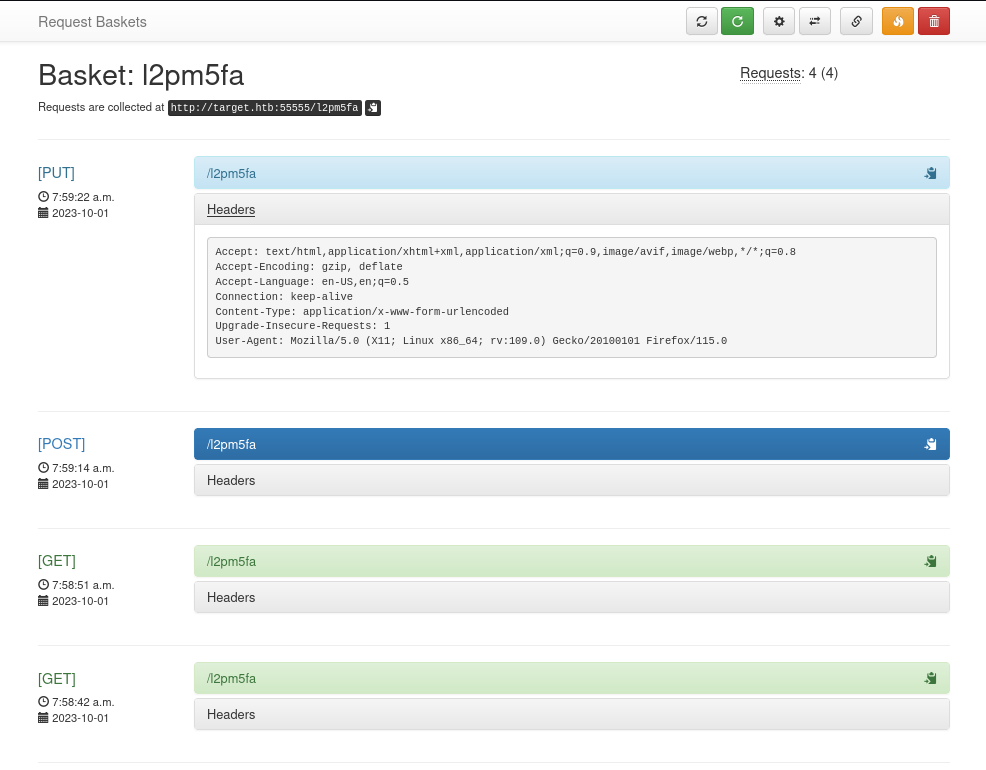 Request Baskets
Basket: l2pm5fa
Requests: 4 (4)
Requests are collected at http://target.htb:55555/l2pm5fa
[PUT]
7:59:22 a.m.
2023-10-01
/l2pm5fa
Headers
Accept: text/html,application/xhtml+xml,application/xml;q=0.9,image/avif,image/webp,*/*;q=0.8
Accept-Encoding: gzip, deflate
Accept-Language: en-US,en;q=0.5
Connection: keep-alive
Content-Type: application/x-www-form-urlencoded
Upgrade-Insecure-Requests: 1
User-Agent: Mozilla/5.0 (X11; Linux x86_64; rv:109.0) Gecko/20100101 Firefox/115.0
[POST]
7:59:14 a.m.
2023-10-01
/l2pm5fa
Headers
[GET]
7:58:51 a.m.
2023-10-01
/l2pm5fa
Headers
[GET]
7:58:42 a.m.
2023-10-01
/l2pm5fa
Headers